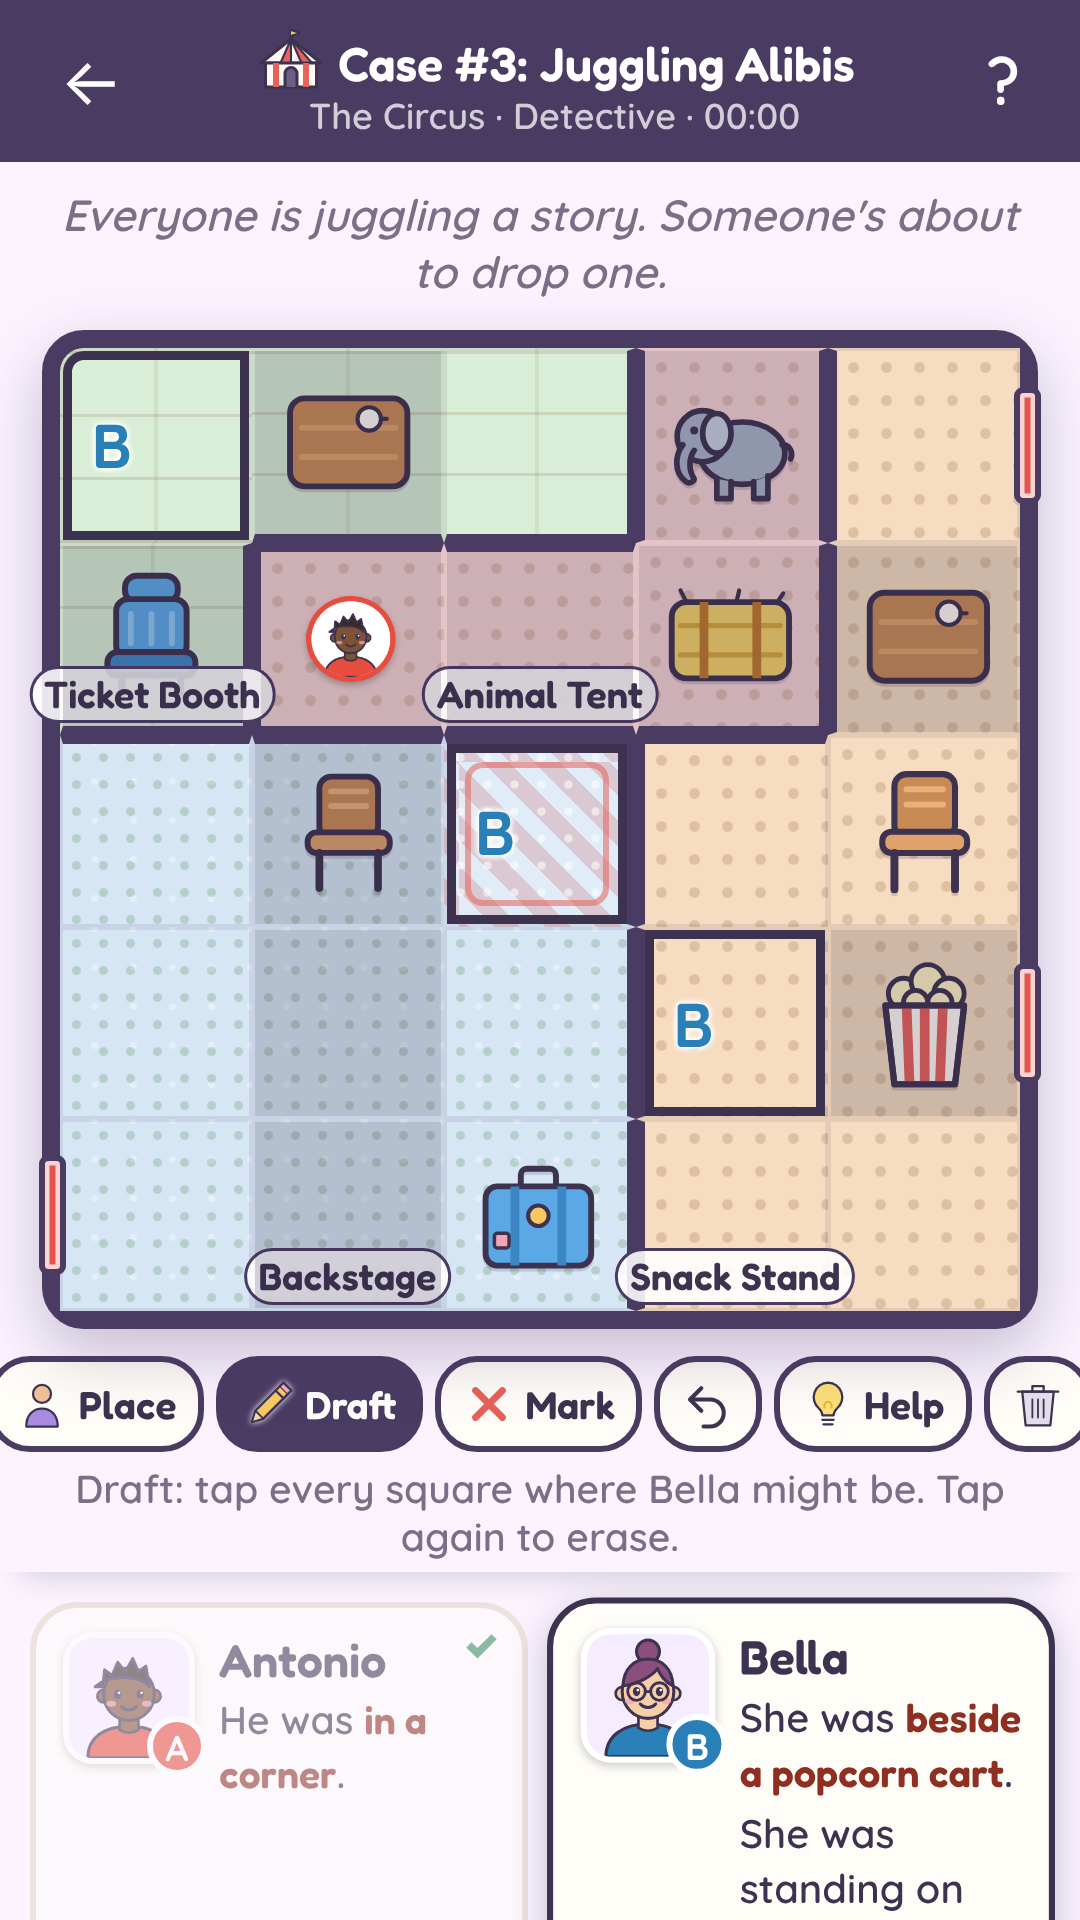 Case #3: Juggling Alibis
The Circus · Detective · 00:00
?
Everyone is juggling a story. Someone's about
to drop one.
B
Ticket Booth
Animal Tent
B
B
Backstage
Snack Stand
Place
Draft
Mark
Help
Draft: tap every square where Bella might be. Tap
again to erase.
Antonio
He was in a
corner.
A
Bella
She was beside
a popcorn cart.
She was
standing on
B